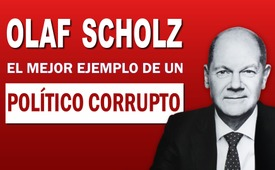 OLAF SCHOLZ
EL MEJOR EJEMPLO DE UN
POLÍTICO CORRUPTO